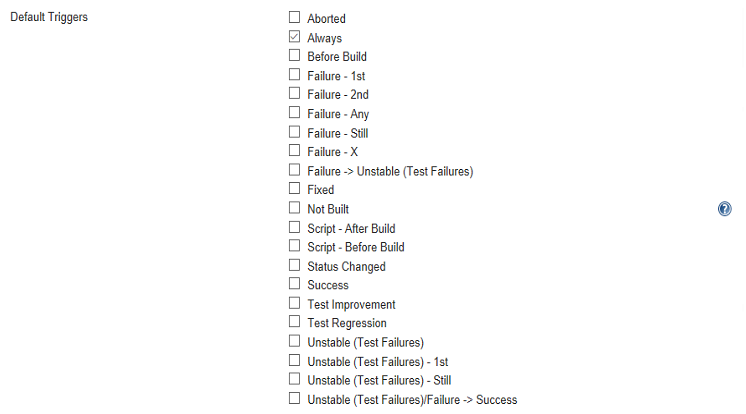 Default Triggers
Aborted
Always
Before Build
Failure - 1st
Failure - 2nd
Failure - Any
Failure - Still
Failure - X
Failure -> Unstable (Test Failures)
Fixed
Not Built
?
Script - After Build
Script - Before Build
Status Changed
Success
Test Improvement
Test Regression
Unstable (Test Failures)
Unstable (Test Failures) - 1st
Unstable (Test Failures) - Still
Unstable (Test Failures)/Failure -> Success